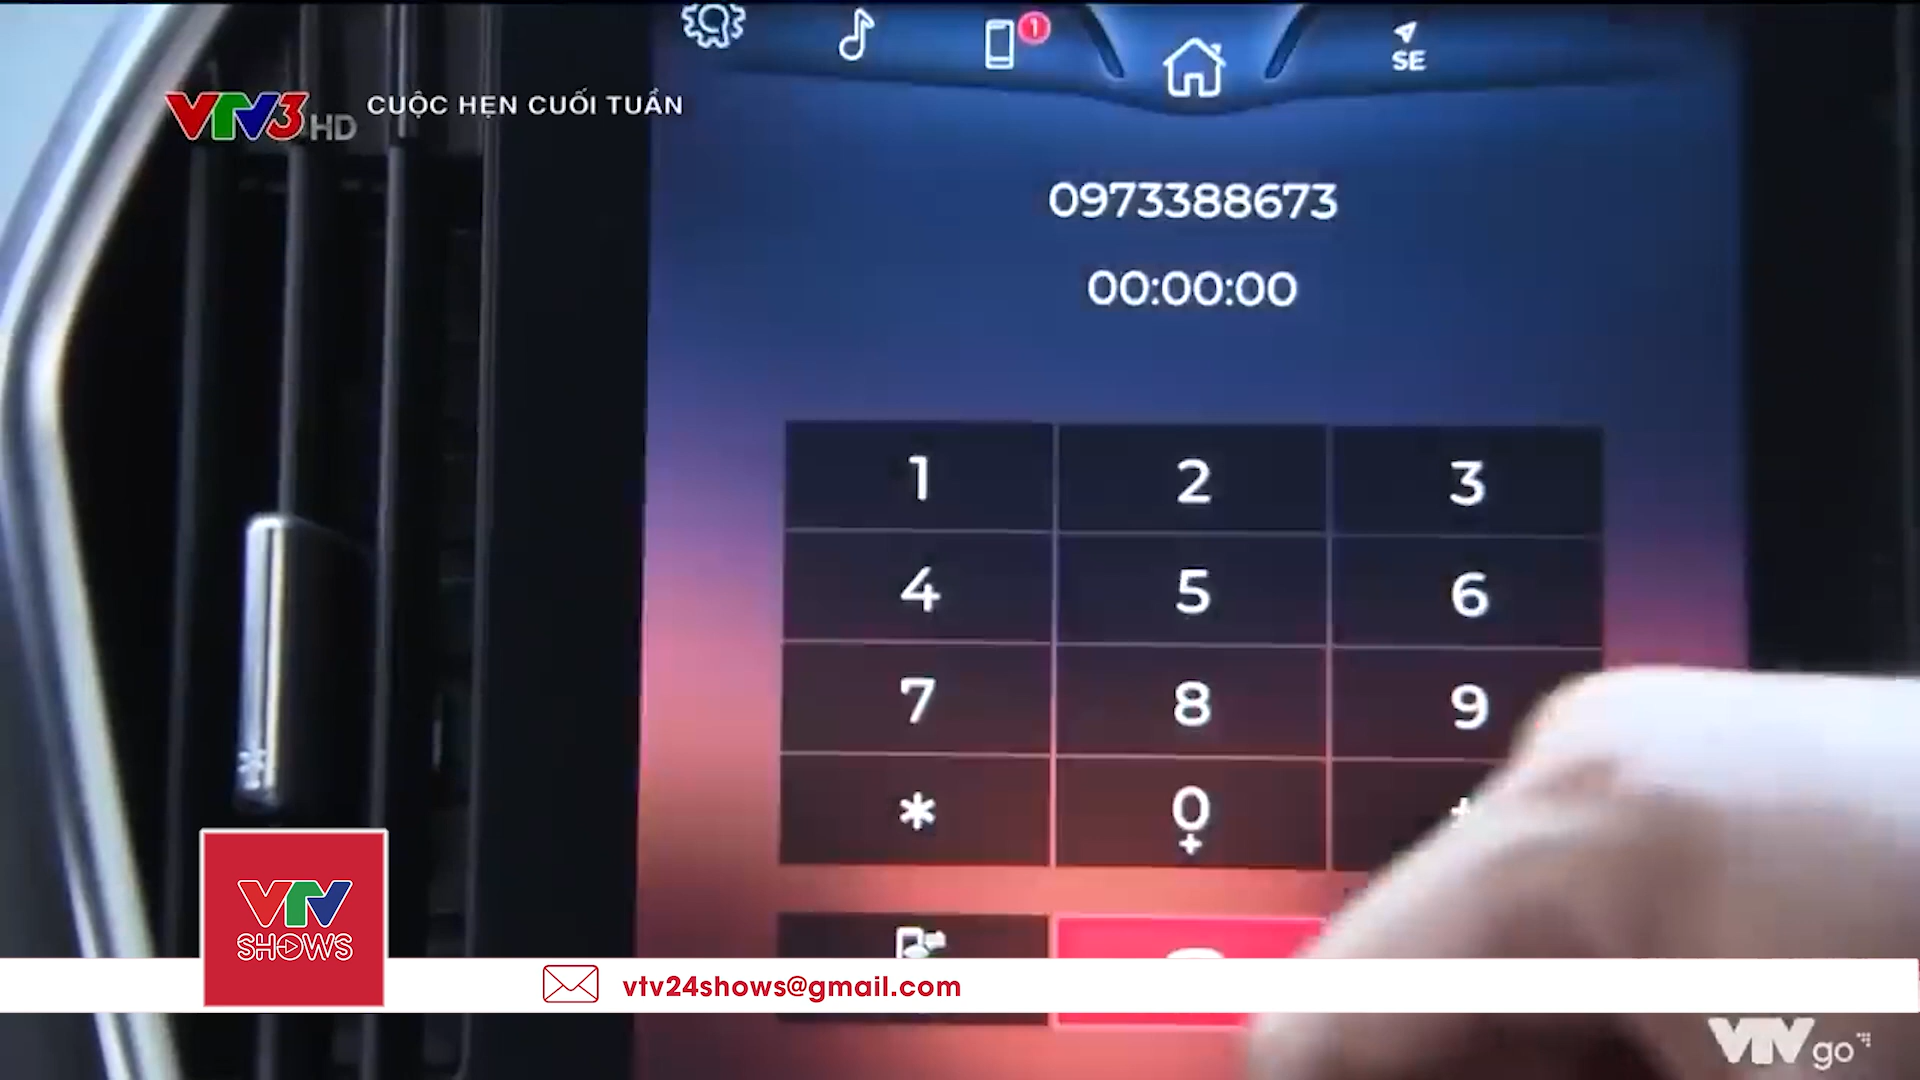 SE
VTV3 HD
CUỘC HẸN CUỐI TUẦN
0973388673
00:00:00
1 2 3
4 5 6
7 8 9
* 0
+
VTV
SHOWS
vtv24shows@gmail.com
VTV go
1